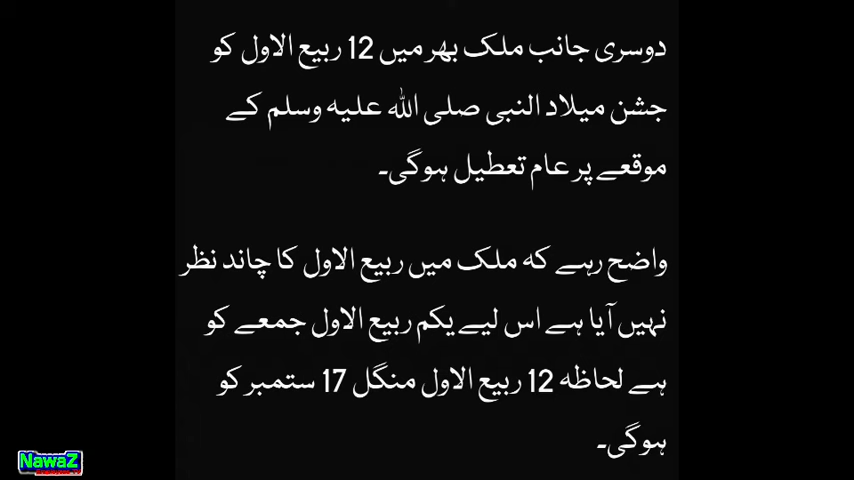 دوسری جانب ملک بھر میں 12 ربیع الاول کو
جشن میلاد النبی صلی اللہ علیہ وسلم کے
موقعے پر عام تعطیل ہوگی۔
واضح رہے کہ ملک میں ربیع الاول کا چاند نظر
نہیں آیا ہے اس لیے یکم ربیع الاول جمعے کو
ہے لحاظہ 12 ربیع الاول منگل 17 ستمبر کو
ہوگی۔
NawaZ